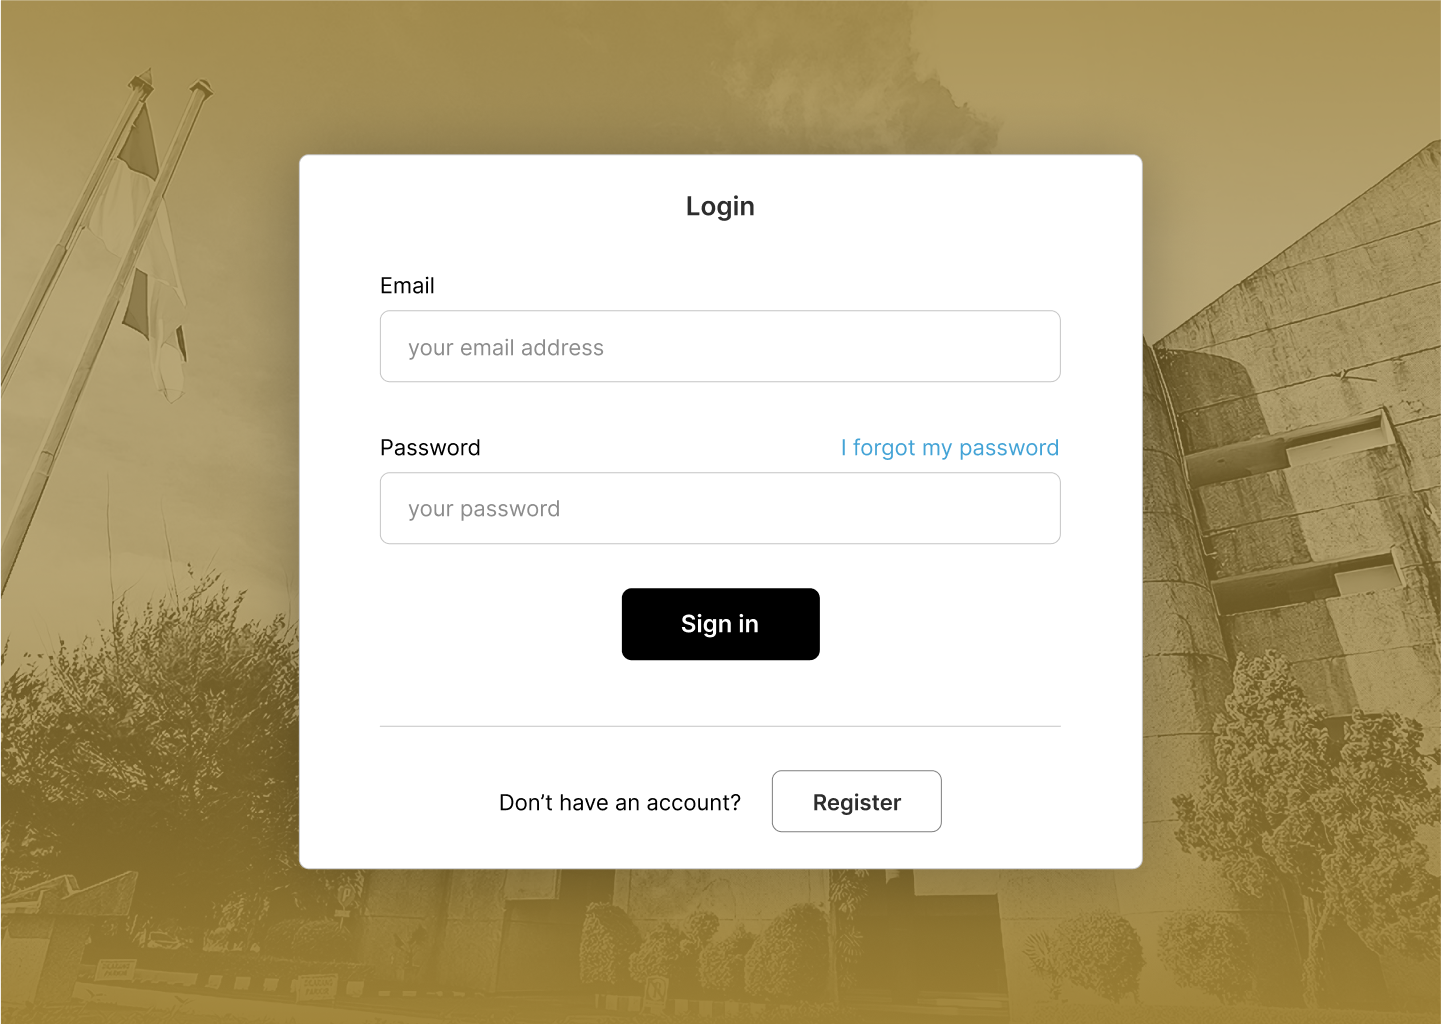 Login
Email
your email address
Password
I forgot my password
your password
Sign in
Don’t have an account?
Register